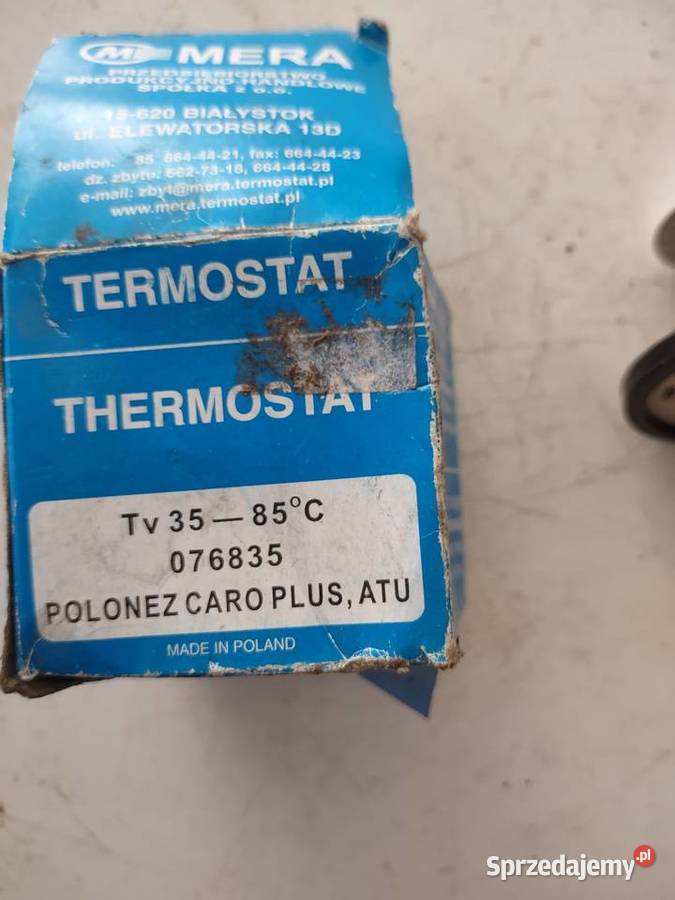 MERA
PRZEDSIĘBIORSTWO
PRODUKCYJNO-HANDLOWE
SPÓŁKA Z O.O.
15-620 BIAŁYSTOK
ul. ELEWATORSKA 13D
telefon: 85 664-44-21, fax: 664-44-23
dz. zbytu: 662-73-18, 664-44-28
e-mail: zbyt@mera.termostat.pl
www.mera.termostat.pl
TERMOSTAT
THERMOSTAT
Tv 35 — 85°C
076835
POLONEZ CARO PLUS, ATU
MADE IN POLAND
Sprzedajemy.pl